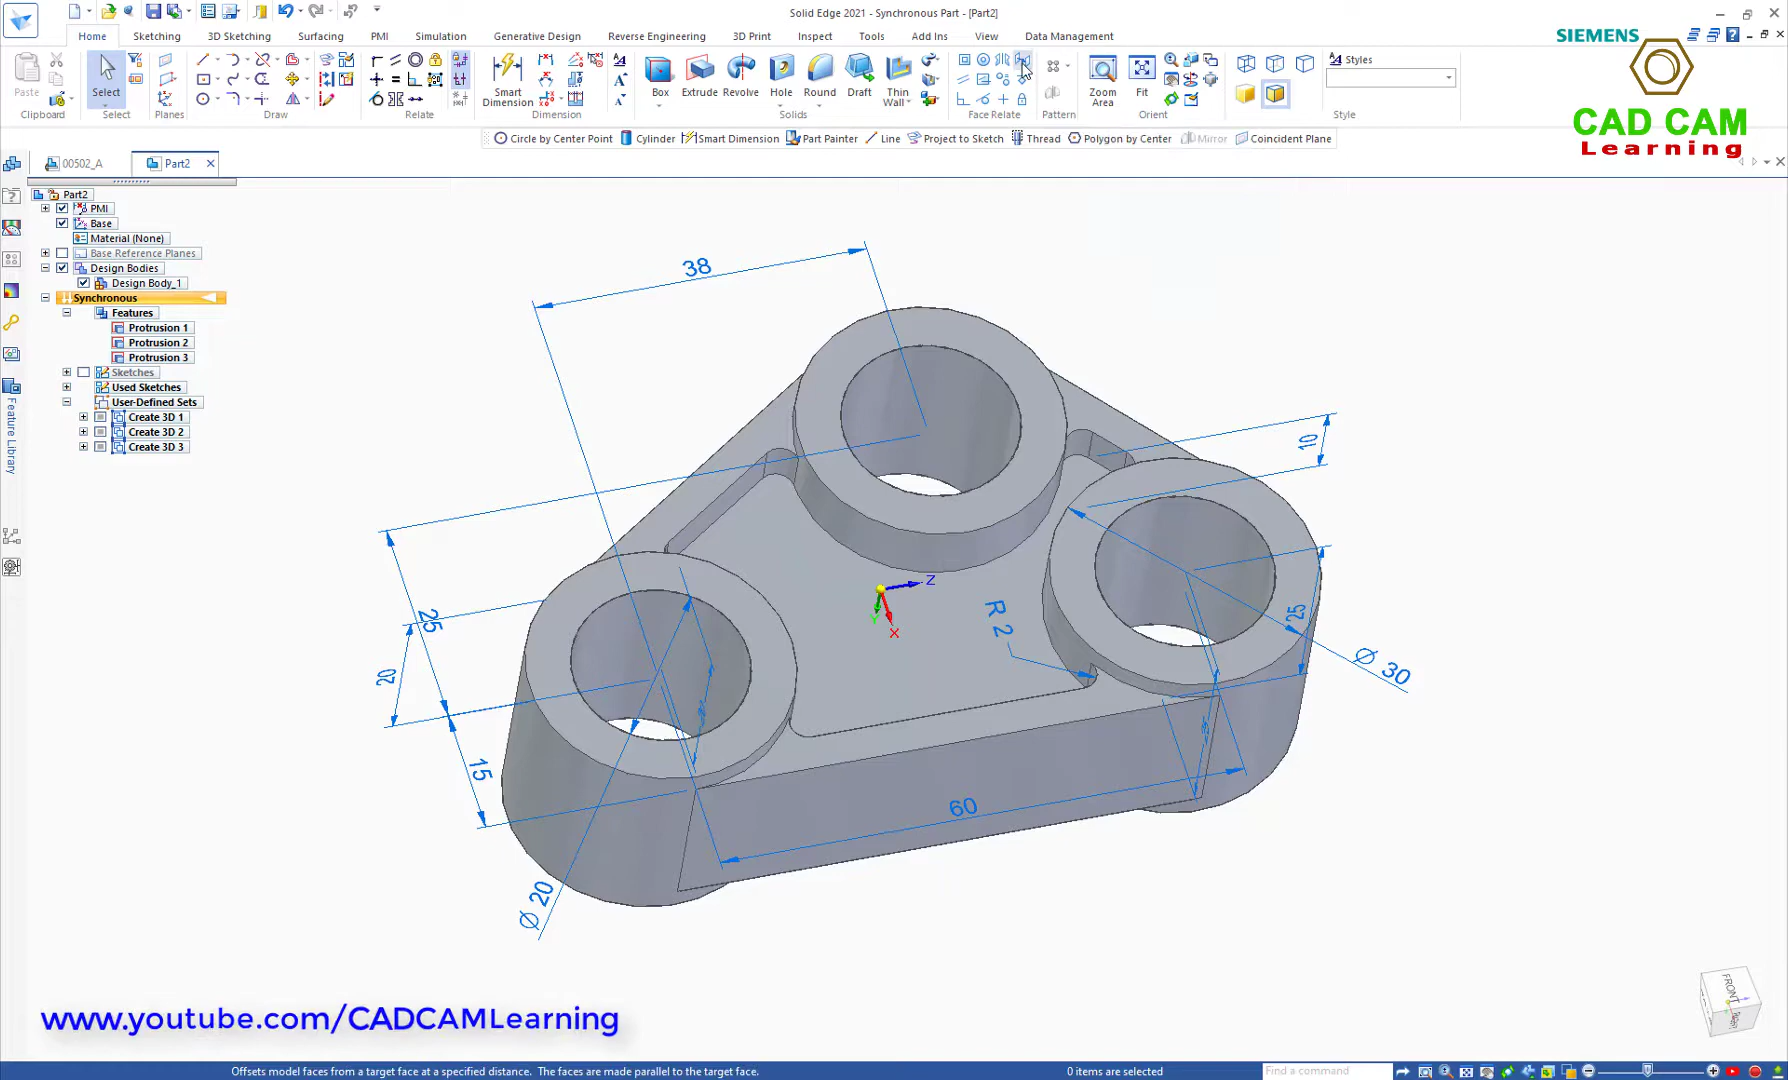 Solid Edge 2021 - Synchronous Part - [Part2]
Home
Sketching
3D Sketching
Surfacing
PMI
Simulation
Generative Design
Reverse Engineering
3D Print
Inspect
Tools
Add Ins
View
Data Management
SIEMENS
CAD CAM
Learning
Paste
Select
Smart
Dimension
Box
Extrude
Revolve
Hole
Round
Draft
Thin
Wall
Zoom
Area
Fit
Styles
Clipboard
Select
Planes
Draw
Relate
Dimension
Solids
Face Relate
Pattern
Orient
Style
Circle by Center Point
Cylinder
Smart Dimension
Part Painter
Line
Project to Sketch
Thread
Polygon by Center
Mirror
Coincident Plane
00502_A
Part2
Part2
PMI
Base
Material (None)
Base Reference Planes
Design Bodies
Design Body_1
Synchronous
Features
Protrusion 1
Protrusion 2
Protrusion 3
Sketches
Used Sketches
User-Defined Sets
Create 3D 1
Create 3D 2
Create 3D 3
Feature Library
38
10
25
20
15
R 2
25
Ø 30
60
Ø 20
Z
Y
X
FRONT
www.youtube.com/CADCAMLearning
Offsets model faces from a target face at a specified distance. The faces are made parallel to the target face.
0 items are selected
Find a command